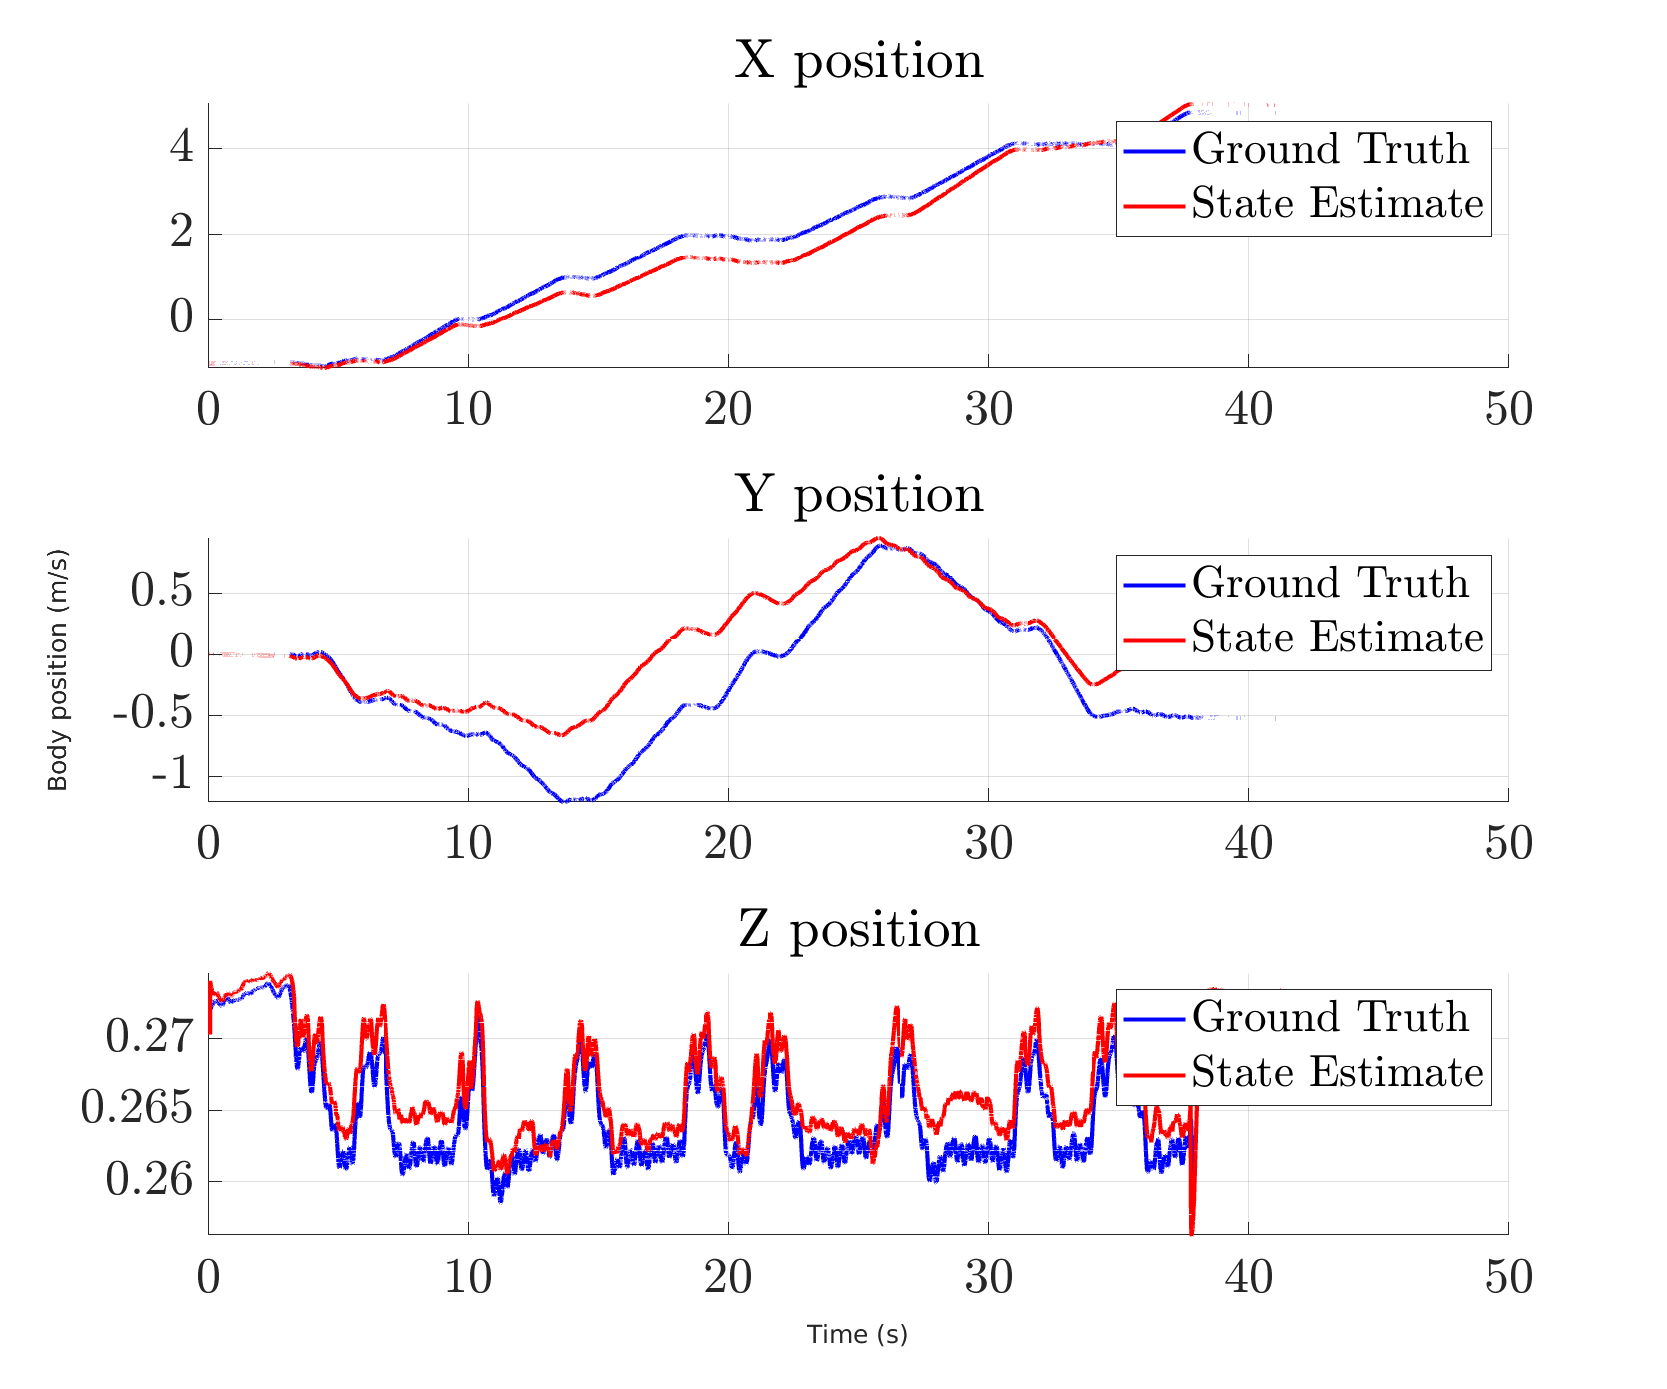 X position
4
2
0
Ground Truth
State Estimate
0 10 20 30 40 50
Y position
Body position (m/s)
0.5
0
-0.5
-1
Ground Truth
State Estimate
0 10 20 30 40 50
Z position
0.27
0.265
0.26
Ground Truth
State Estimate
0 10 20 30 40 50
Time (s)